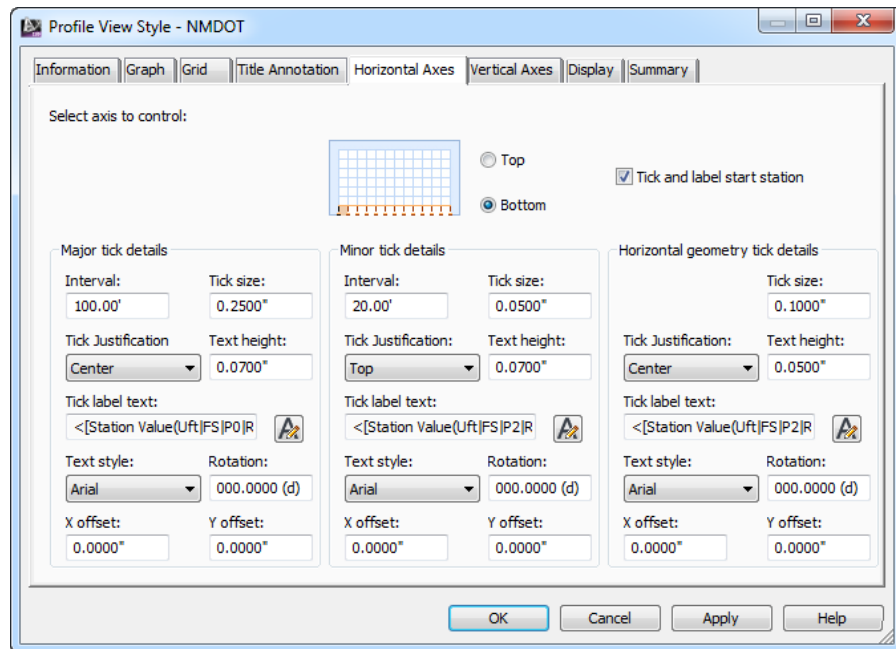 Profile View Style - NMDOT
Information Graph Grid Title Annotation Horizontal Axes Vertical Axes Display Summary
Select axis to control:
Top
Bottom
Tick and label start station
Major tick details
Interval: Tick size:
100.00' 0.2500"
Tick Justification Text height:
Center 0.0700"
Tick label text:
<[Station Value(Uft|FS|P0|R
Text style: Rotation:
Arial 000.0000 (d)
X offset: Y offset:
0.0000" 0.0000"
Minor tick details
Interval: Tick size:
20.00' 0.0500"
Tick Justification: Text height:
Top 0.0700"
Tick label text:
<[Station Value(Uft|FS|P2|R
Text style: Rotation:
Arial 000.0000 (d)
X offset: Y offset:
0.0000" 0.0000"
Horizontal geometry tick details
Tick size:
0.1000"
Tick Justification: Text height:
Center 0.0500"
Tick label text:
<[Station Value(Uft|FS|P2|R
Text style: Rotation:
Arial 000.0000 (d)
X offset: Y offset:
0.0000" 0.0000"
OK Cancel Apply Help